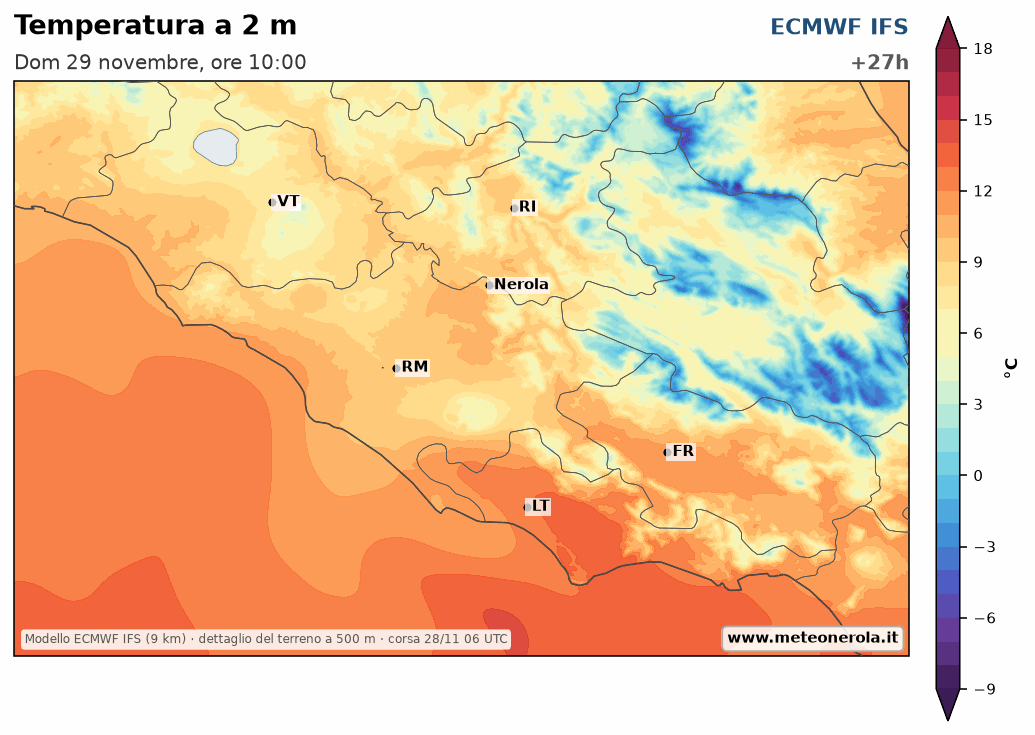 Temperatura a 2 m
ECMWF IFS
Dom 29 novembre, ore 10:00
+27h
VT
RI
Nerola
RM
FR
LT
18
15
12
9
6
3
0
−3
−6
−9
°C
Modello ECMWF IFS (9 km) · dettaglio del terreno a 500 m · corsa 28/11 06 UTC
www.meteonerola.it